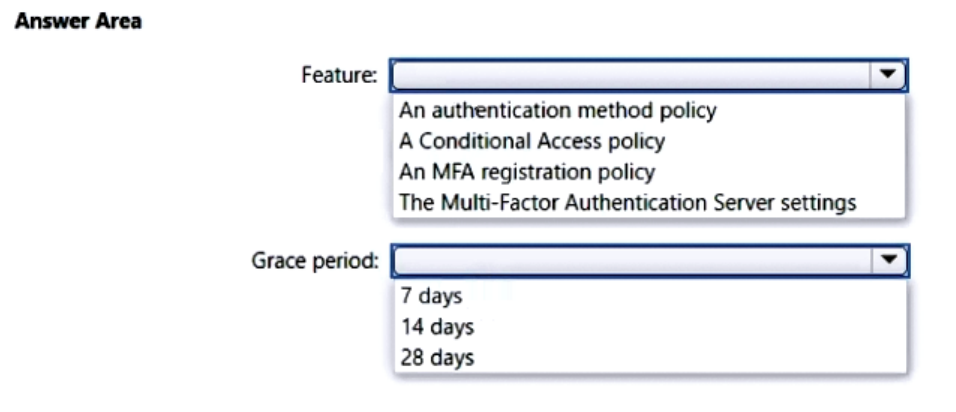 Answer Area
Feature:
An authentication method policy
A Conditional Access policy
An MFA registration policy
The Multi-Factor Authentication Server settings
Grace period:
7 days
14 days
28 days